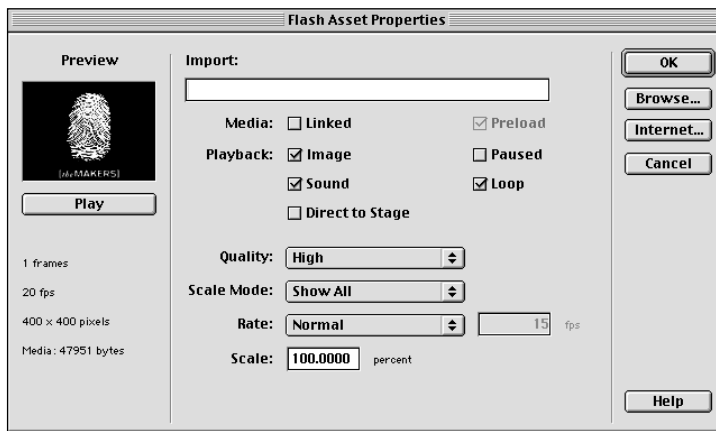 Flash Asset Properties
Preview
[theMAKERS]
Play
1 frames
20 fps
400 x 400 pixels
Media: 47951 bytes
Import:
Media: Linked Preload
Playback: Image Paused
Sound Loop
Direct to Stage
Quality: High
Scale Mode: Show All
Rate: Normal 15 fps
Scale: 100.0000 percent
OK
Browse...
Internet...
Cancel
Help